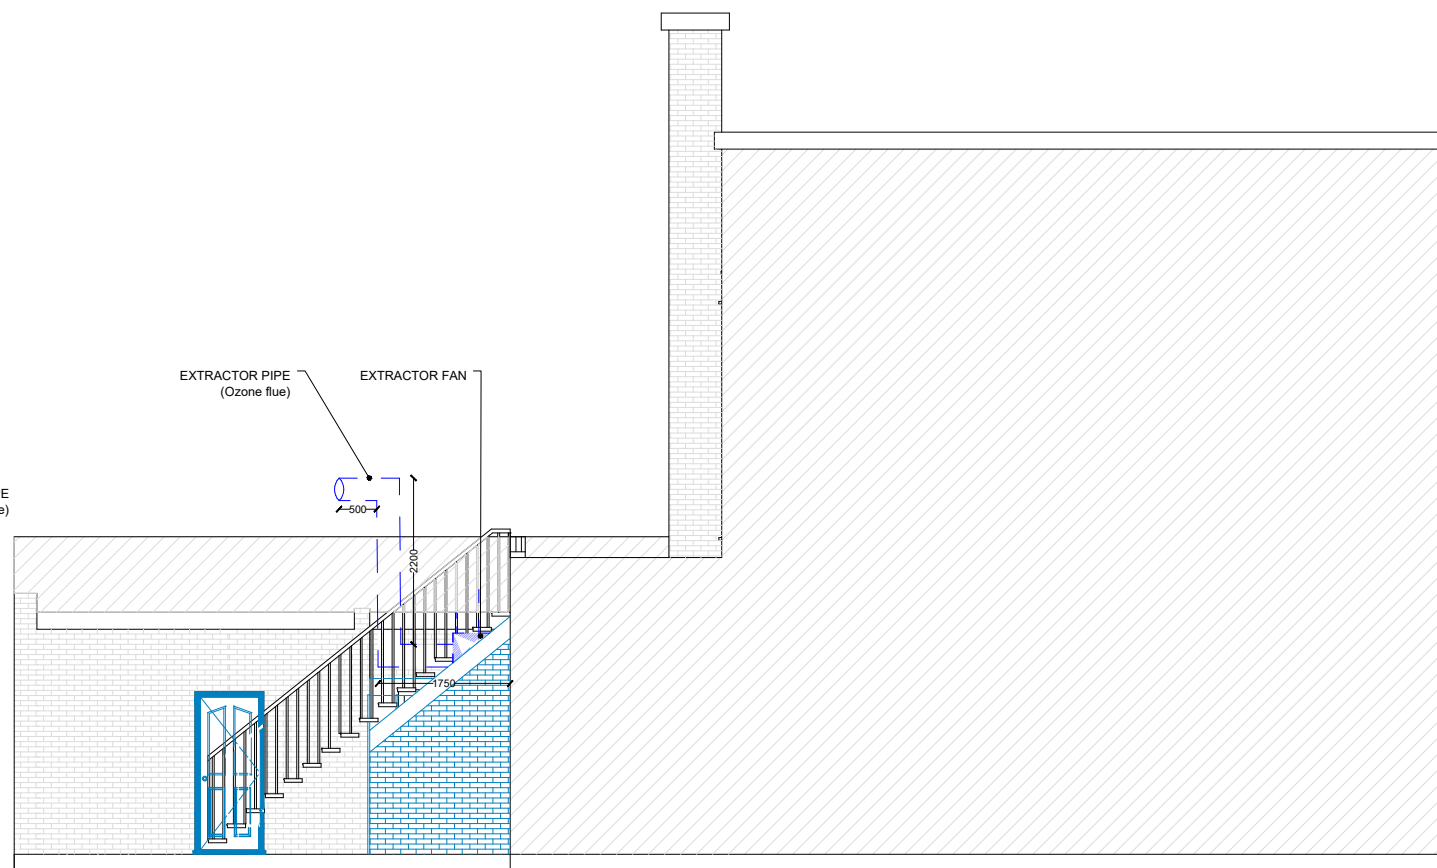 EXTRACTOR PIPE
(Ozone flue)
EXTRACTOR FAN
E
e)
500
2200
1750